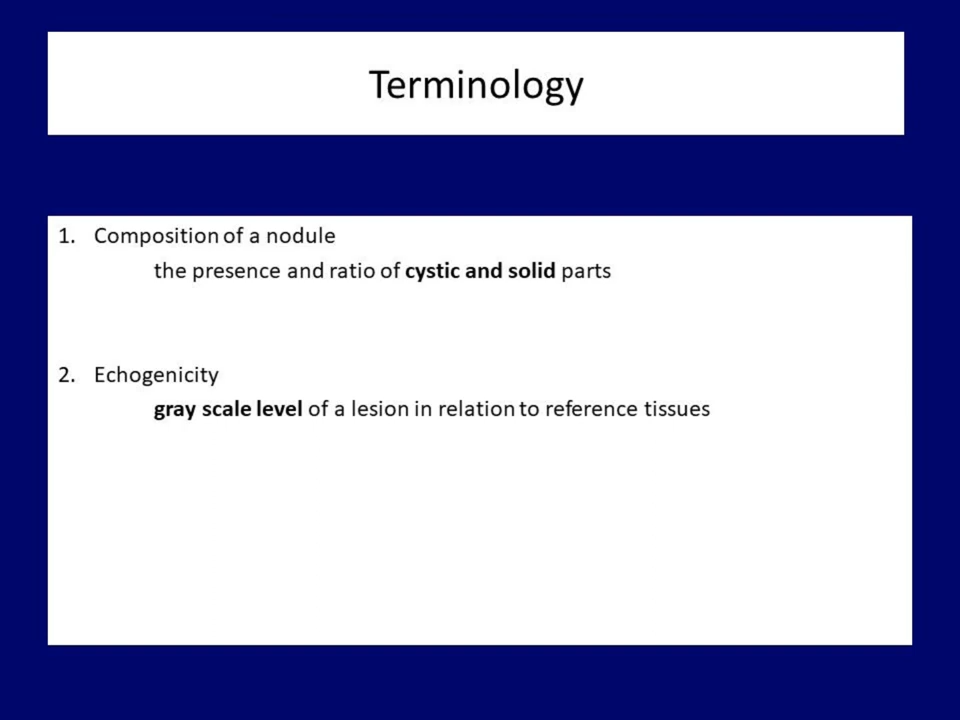 Terminology
1. Composition of a nodule
the presence and ratio of cystic and solid parts
2. Echogenicity
gray scale level of a lesion in relation to reference tissues